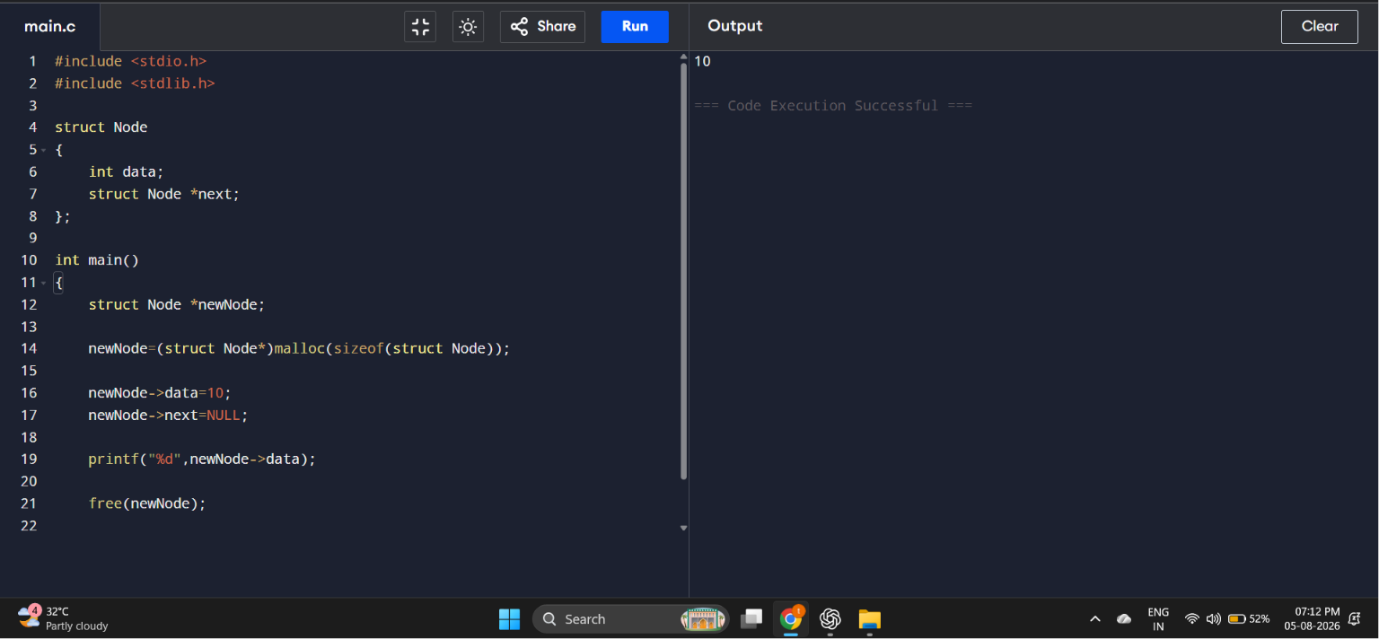 main.c
Share
Run
Output
Clear
1 #include <stdio.h>
2 #include <stdlib.h>
3
4 struct Node
5 {
6 int data;
7 struct Node *next;
8 };
9
10 int main()
11 {
12 struct Node *newNode;
13
14 newNode=(struct Node*)malloc(sizeof(struct Node));
15
16 newNode->data=10;
17 newNode->next=NULL;
18
19 printf("%d",newNode->data);
20
21 free(newNode);
22
10
=== Code Execution Successful ===
4
32°C
Partly cloudy
Search
1
ENG
IN
52%
07:12 PM
05-08-2026